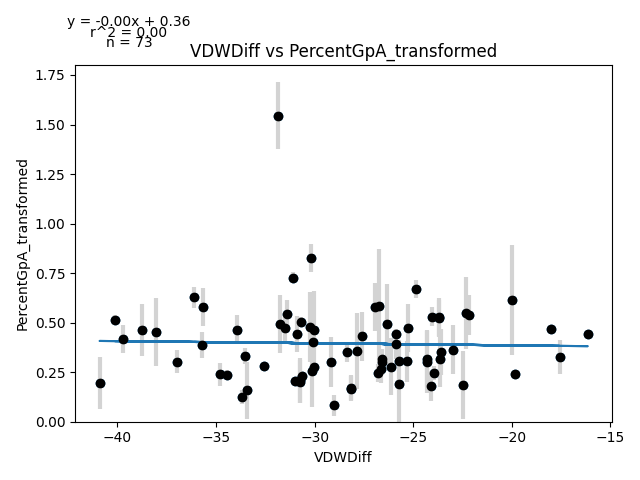 y = -0.00x + 0.36
r^2 = 0.00
n = 73
VDWDiff vs PercentGpA_transformed
1.75
1.50
1.25
1.00
0.75
0.50
0.25
0.00
PercentGpA_transformed
−40 −35 −30 −25 −20 −15
VDWDiff